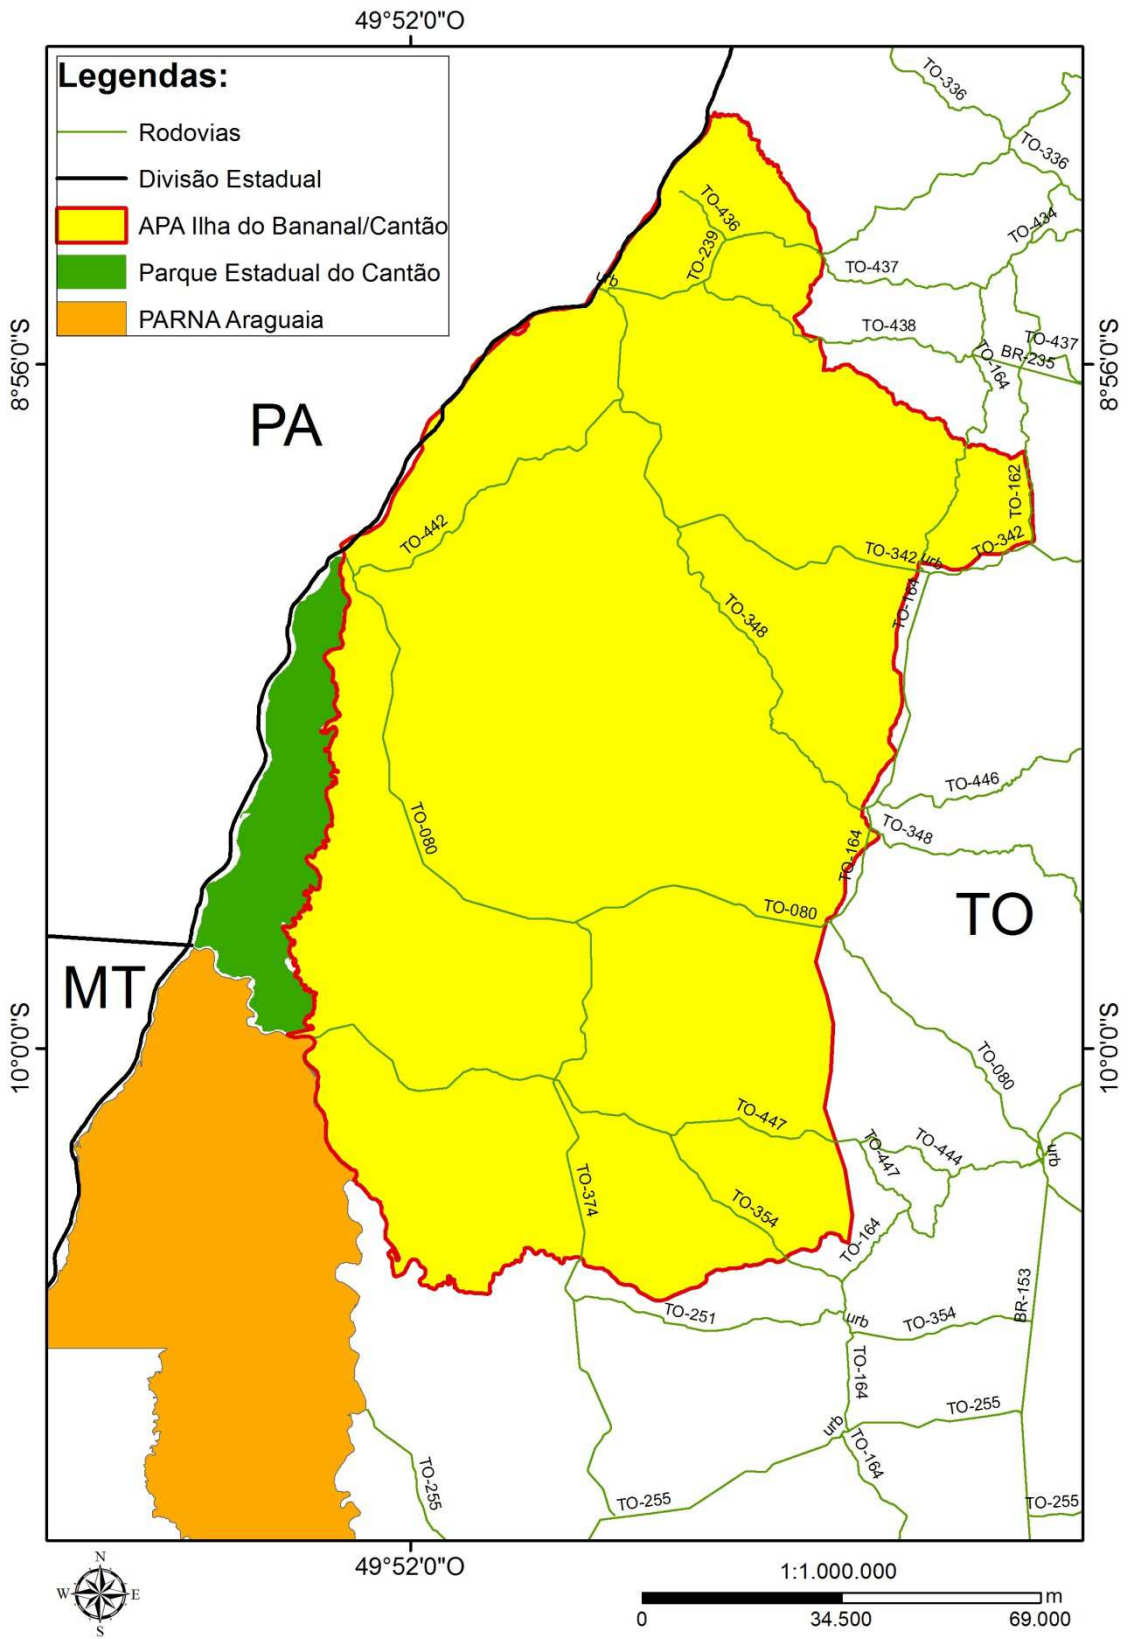 49°52'0"O
Legendas:
Rodovias
Divisão Estadual
APA Ilha do Bananal/Cantão
Parque Estadual do Cantão
PARNA Araguaia
TO-336
TO-336
TO-434
TO-436
TO-239
TO-437
urb
TO-438
TO-437
BR-235
TO-164
8°56'0"S
8°56'0"S
PA
TO-162
TO-442
TO-342
urb
TO-342
TO-164
TO-348
TO-446
TO-348
TO-080
TO-164
TO-080
TO
MT
10°0'0"S
10°0'0"S
TO-080
TO-447
TO-447
TO-444
urb
TO-374
TO-354
TO-164
BR-153
TO-251
urb
TO-354
TO-164
TO-255
urb
TO-164
TO-255
TO-255
TO-255
49°52'0"O
N
W
E
S
1:1.000.000
m
0
34.500
69.000